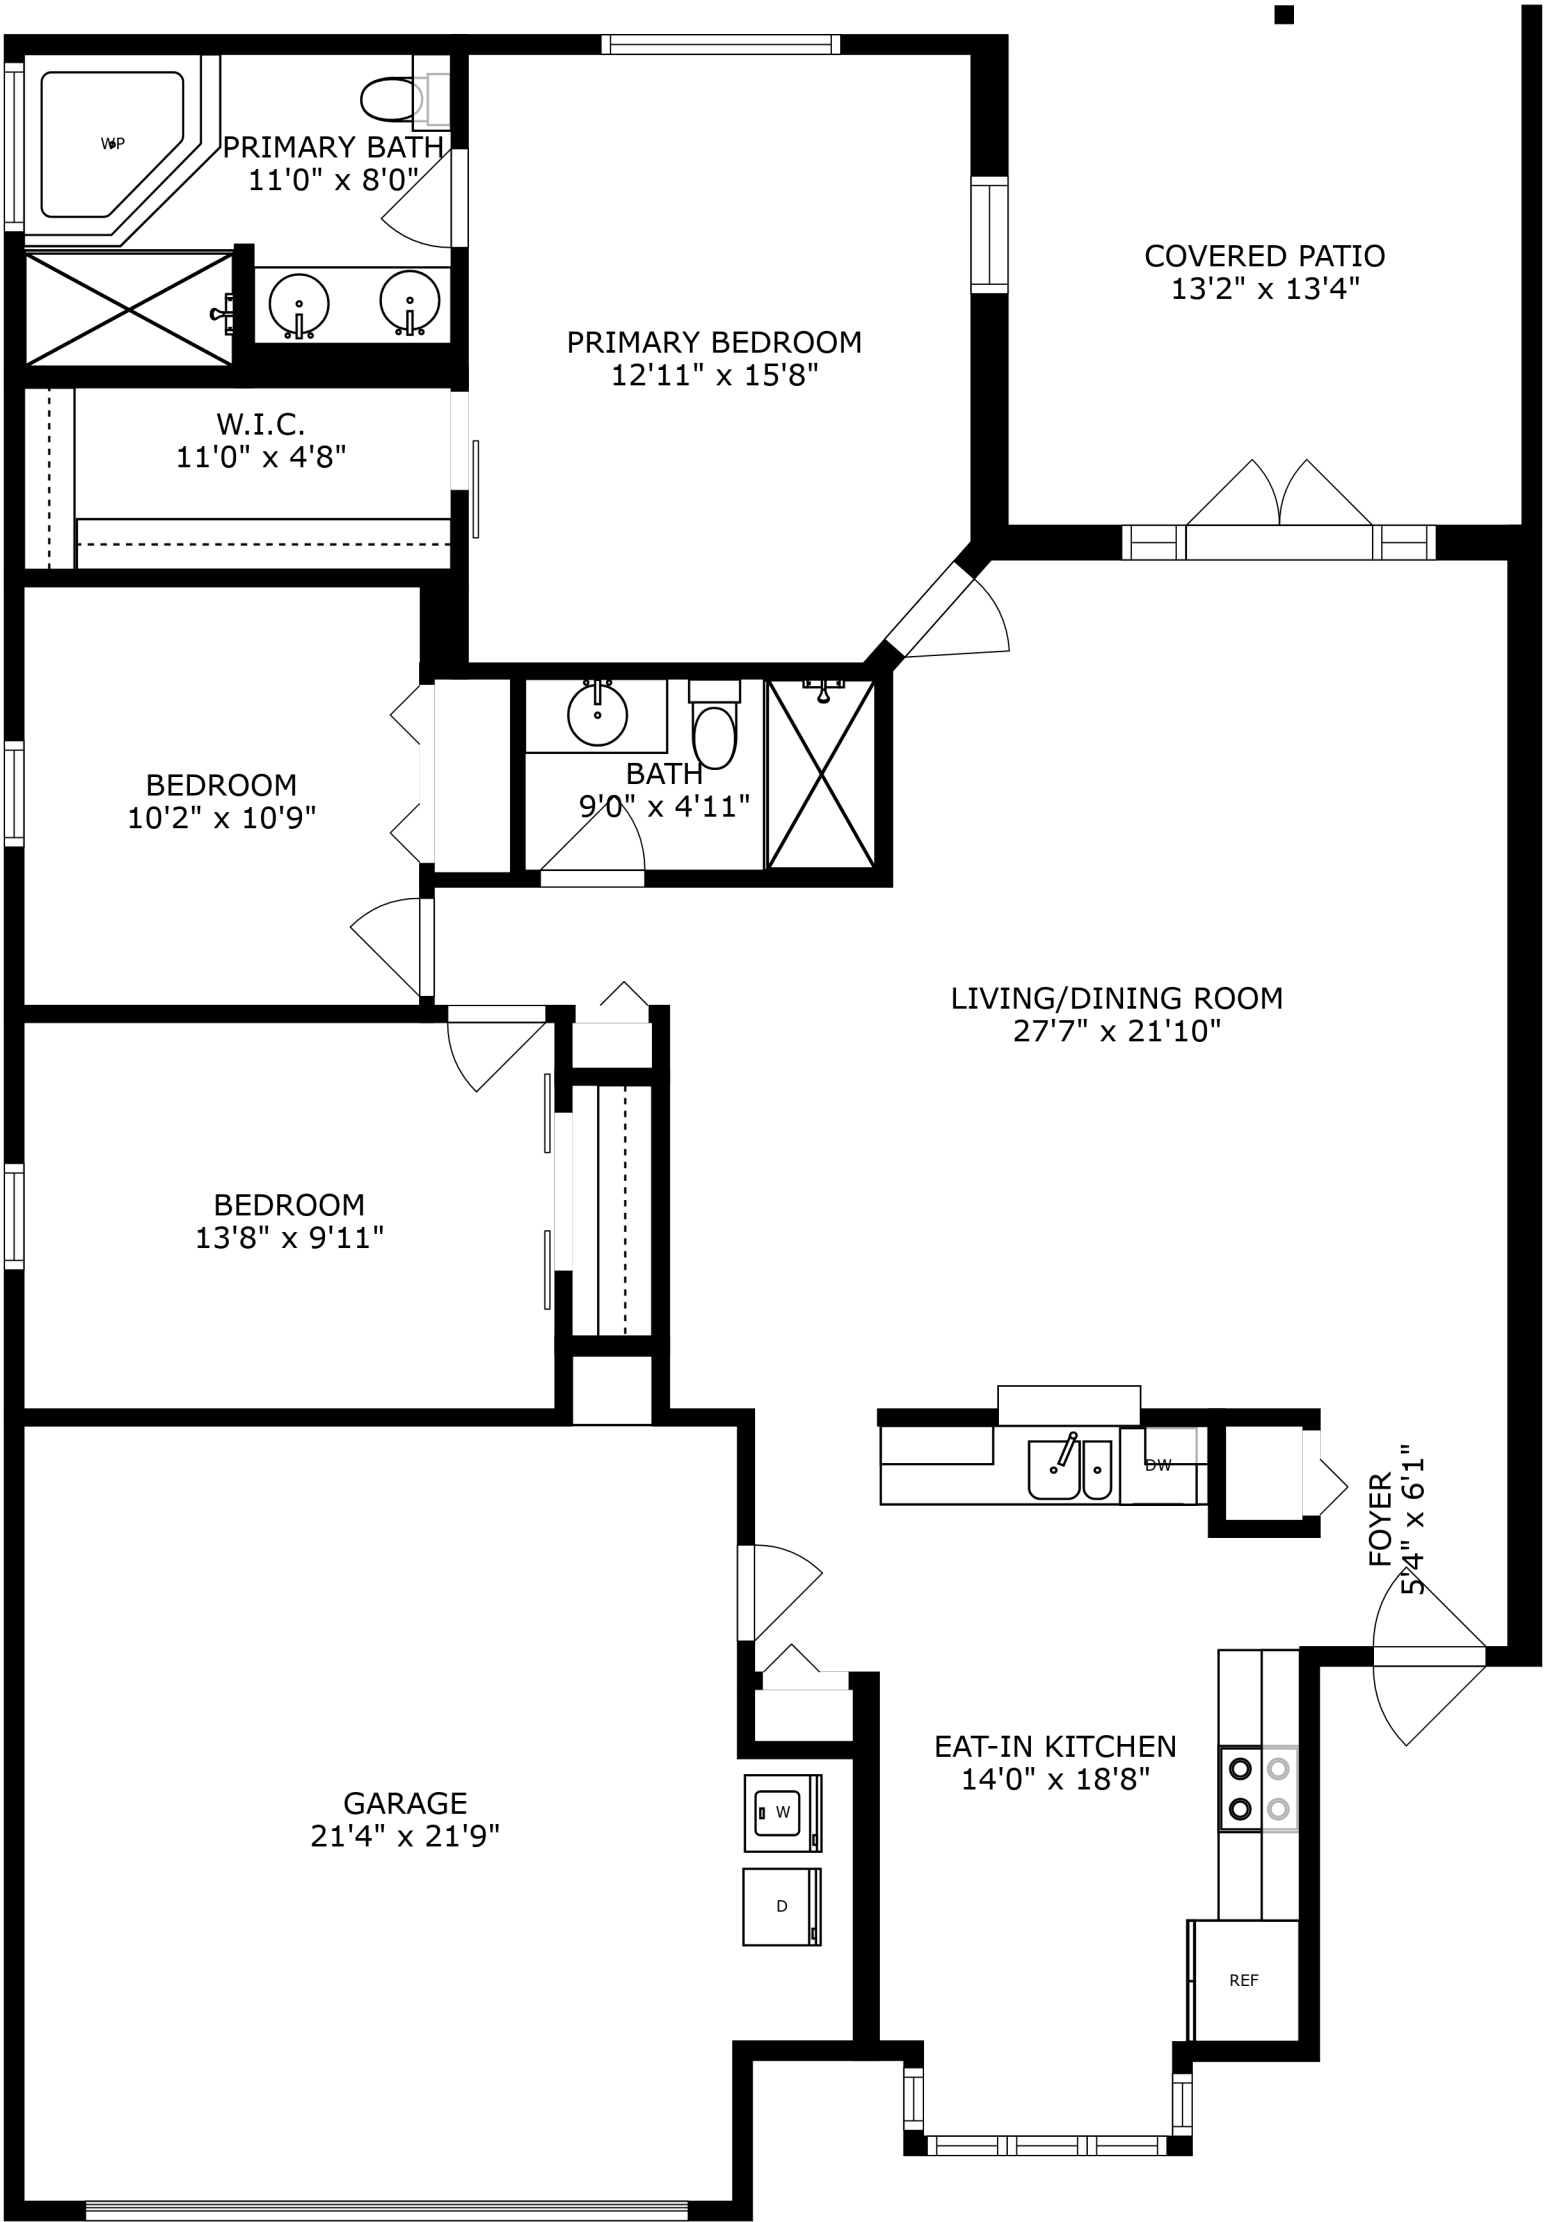 WP
PRIMARY BATH
11'0" x 8'0"
COVERED PATIO
13'2" x 13'4"
PRIMARY BEDROOM
12'11" x 15'8"
W.I.C.
11'0" x 4'8"
BATH
9'0" x 4'11"
BEDROOM
10'2" x 10'9"
LIVING/DINING ROOM
27'7" x 21'10"
BEDROOM
13'8" x 9'11"
DW
FOYER
5'4" x 6'1"
EAT-IN KITCHEN
14'0" x 18'8"
GARAGE
21'4" x 21'9"
W
D
REF